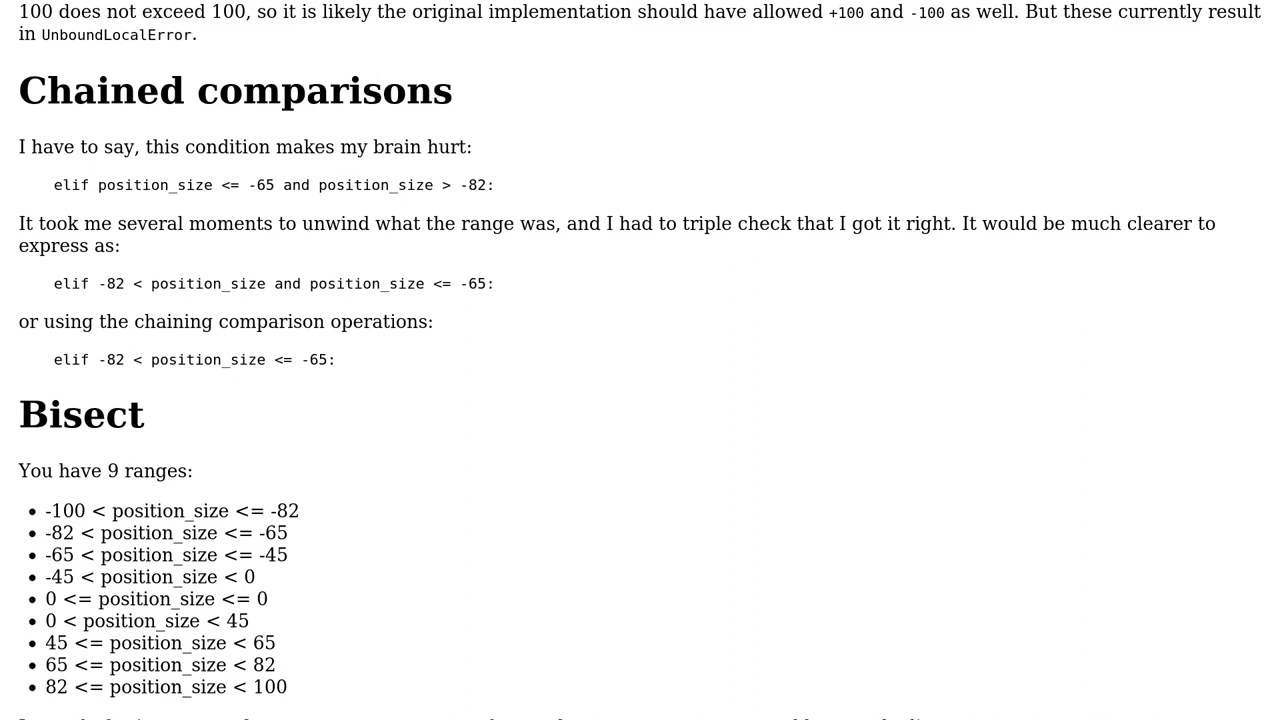 100 does not exceed 100, so it is likely the original implementation should have allowed +100 and -100 as well. But these currently result
in UnboundLocalError.
Chained comparisons
I have to say, this condition makes my brain hurt:
elif position_size <= -65 and position_size > -82:
It took me several moments to unwind what the range was, and I had to triple check that I got it right. It would be much clearer to
express as:
elif -82 < position_size and position_size <= -65:
or using the chaining comparison operations:
elif -82 < position_size <= -65:
Bisect
You have 9 ranges:
• -100 < position_size <= -82
• -82 < position_size <= -65
• -65 < position_size <= -45
• -45 < position_size < 0
• 0 <= position_size <= 0
• 0 < position_size < 45
• 45 <= position_size < 65
• 65 <= position_size < 82
• 82 <= position_size < 100